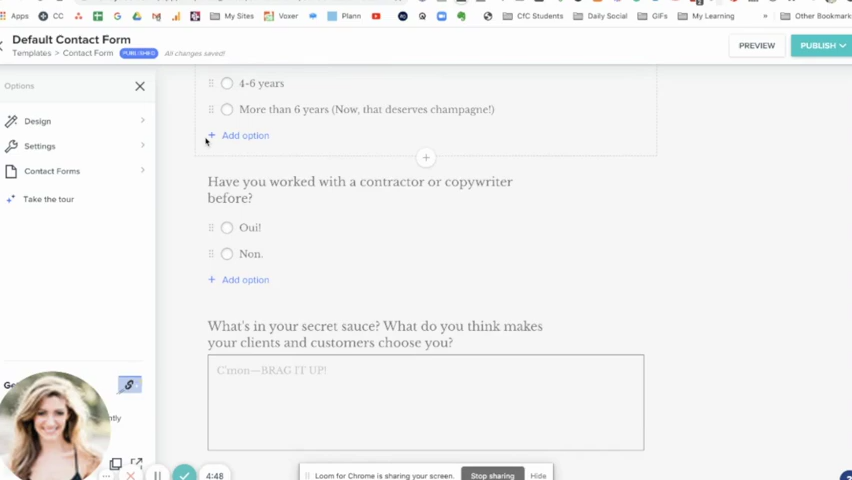 Apps
CC
My Sites
Voxer
Plann
CfC Students
Daily Social
GIFs
My Learning
»
Other Bookmark
Default Contact Form
Templates > Contact Form
PUBLISHED
All changes saved!
PREVIEW
PUBLISH
Options
Design
Settings
Contact Forms
Take the tour
4-6 years
More than 6 years (Now, that deserves champagne!)
+ Add option
Have you worked with a contractor or copywriter
before?
Oui!
Non.
+ Add option
What's in your secret sauce? What do you think makes
your clients and customers choose you?
C'mon—BRAG IT UP!
4:48
Loom for Chrome is sharing your screen.
Stop sharing
Hide